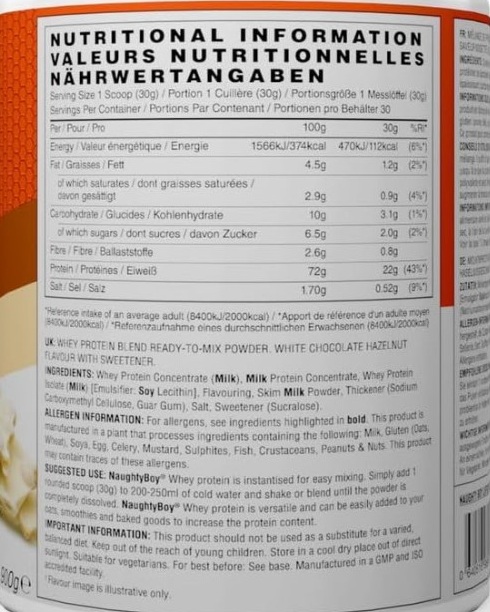 NUTRITIONAL INFORMATION
VALEURS NUTRITIONNELLES
NÄHRWERTANGABEN
Serving Size 1 Scoop (30g) / Portion 1 Cuillère (30g) / Portionsgröße 1 Messlöffel (30g)
Servings Per Container / Portions Par Contenant / Portionen pro Behälter 30
Per / Pour / Pro 100g 30g %RI*
Energy / Valeur énergétique / Energie 1566kJ/374kcal 470kJ/112kcal (6%*)
Fat / Graisses / Fett 4.5g 1.2g (2%*)
of which saturates / dont graisses saturées /
davon gesättigt 2.9g 0.9g (4%*)
Carbohydrate / Glucides / Kohlenhydrate 10g 3.1g (1%*)
of which sugars / dont sucres / davon Zucker 6.5g 2.0g (2%*)
Fibre / Fibre / Ballaststoffe 2.6g 0.8g
Protein / Protéines / Eiweiß 72g 22g (43%*)
Salt / Sel / Salz 1.70g 0.52g (9%*)
*Reference intake of an average adult (8400kJ/2000kcal) / *Apport de référence d'un adulte moyen
(8400kJ/2000kcal) / *Referenzaufnahme eines durchschnittlichen Erwachsenen (8400kJ/2000kcal)
UK: WHEY PROTEIN BLEND READY-TO-MIX POWDER. WHITE CHOCOLATE HAZELNUT
FLAVOUR WITH SWEETENER.
INGREDIENTS: Whey Protein Concentrate (Milk), Milk Protein Concentrate, Whey Protein
Isolate (Milk) [Emulsifier: Soy Lecithin], Flavouring, Skim Milk Powder, Thickener (Sodium
Carboxymethyl Cellulose, Guar Gum), Salt, Sweetener (Sucralose).
ALLERGEN INFORMATION: For allergens, see ingredients highlighted in bold. This product is
manufactured in a plant that processes ingredients containing the following: Milk, Gluten (Oats,
Wheat), Soya, Egg, Celery, Mustard, Sulphites, Fish, Crustaceans, Peanuts & Nuts. This product
may contain traces of these allergens.
SUGGESTED USE: NaughtyBoy® Whey protein is instantised for easy mixing. Simply add 1
rounded scoop (30g) to 200-250ml of cold water and shake or blend until the powder is
completely dissolved. NaughtyBoy® Whey protein is versatile and can be easily added to your
oats, smoothies and baked goods to increase the protein content.
IMPORTANT INFORMATION: This product should not be used as a substitute for a varied,
balanced diet. Keep out of the reach of young children. Store in a cool dry place out of direct
sunlight. Suitable for vegetarians. For best before: See base. Manufactured in a GMP and ISO
accredited facility.
Flavour image is illustrative only.
900g e